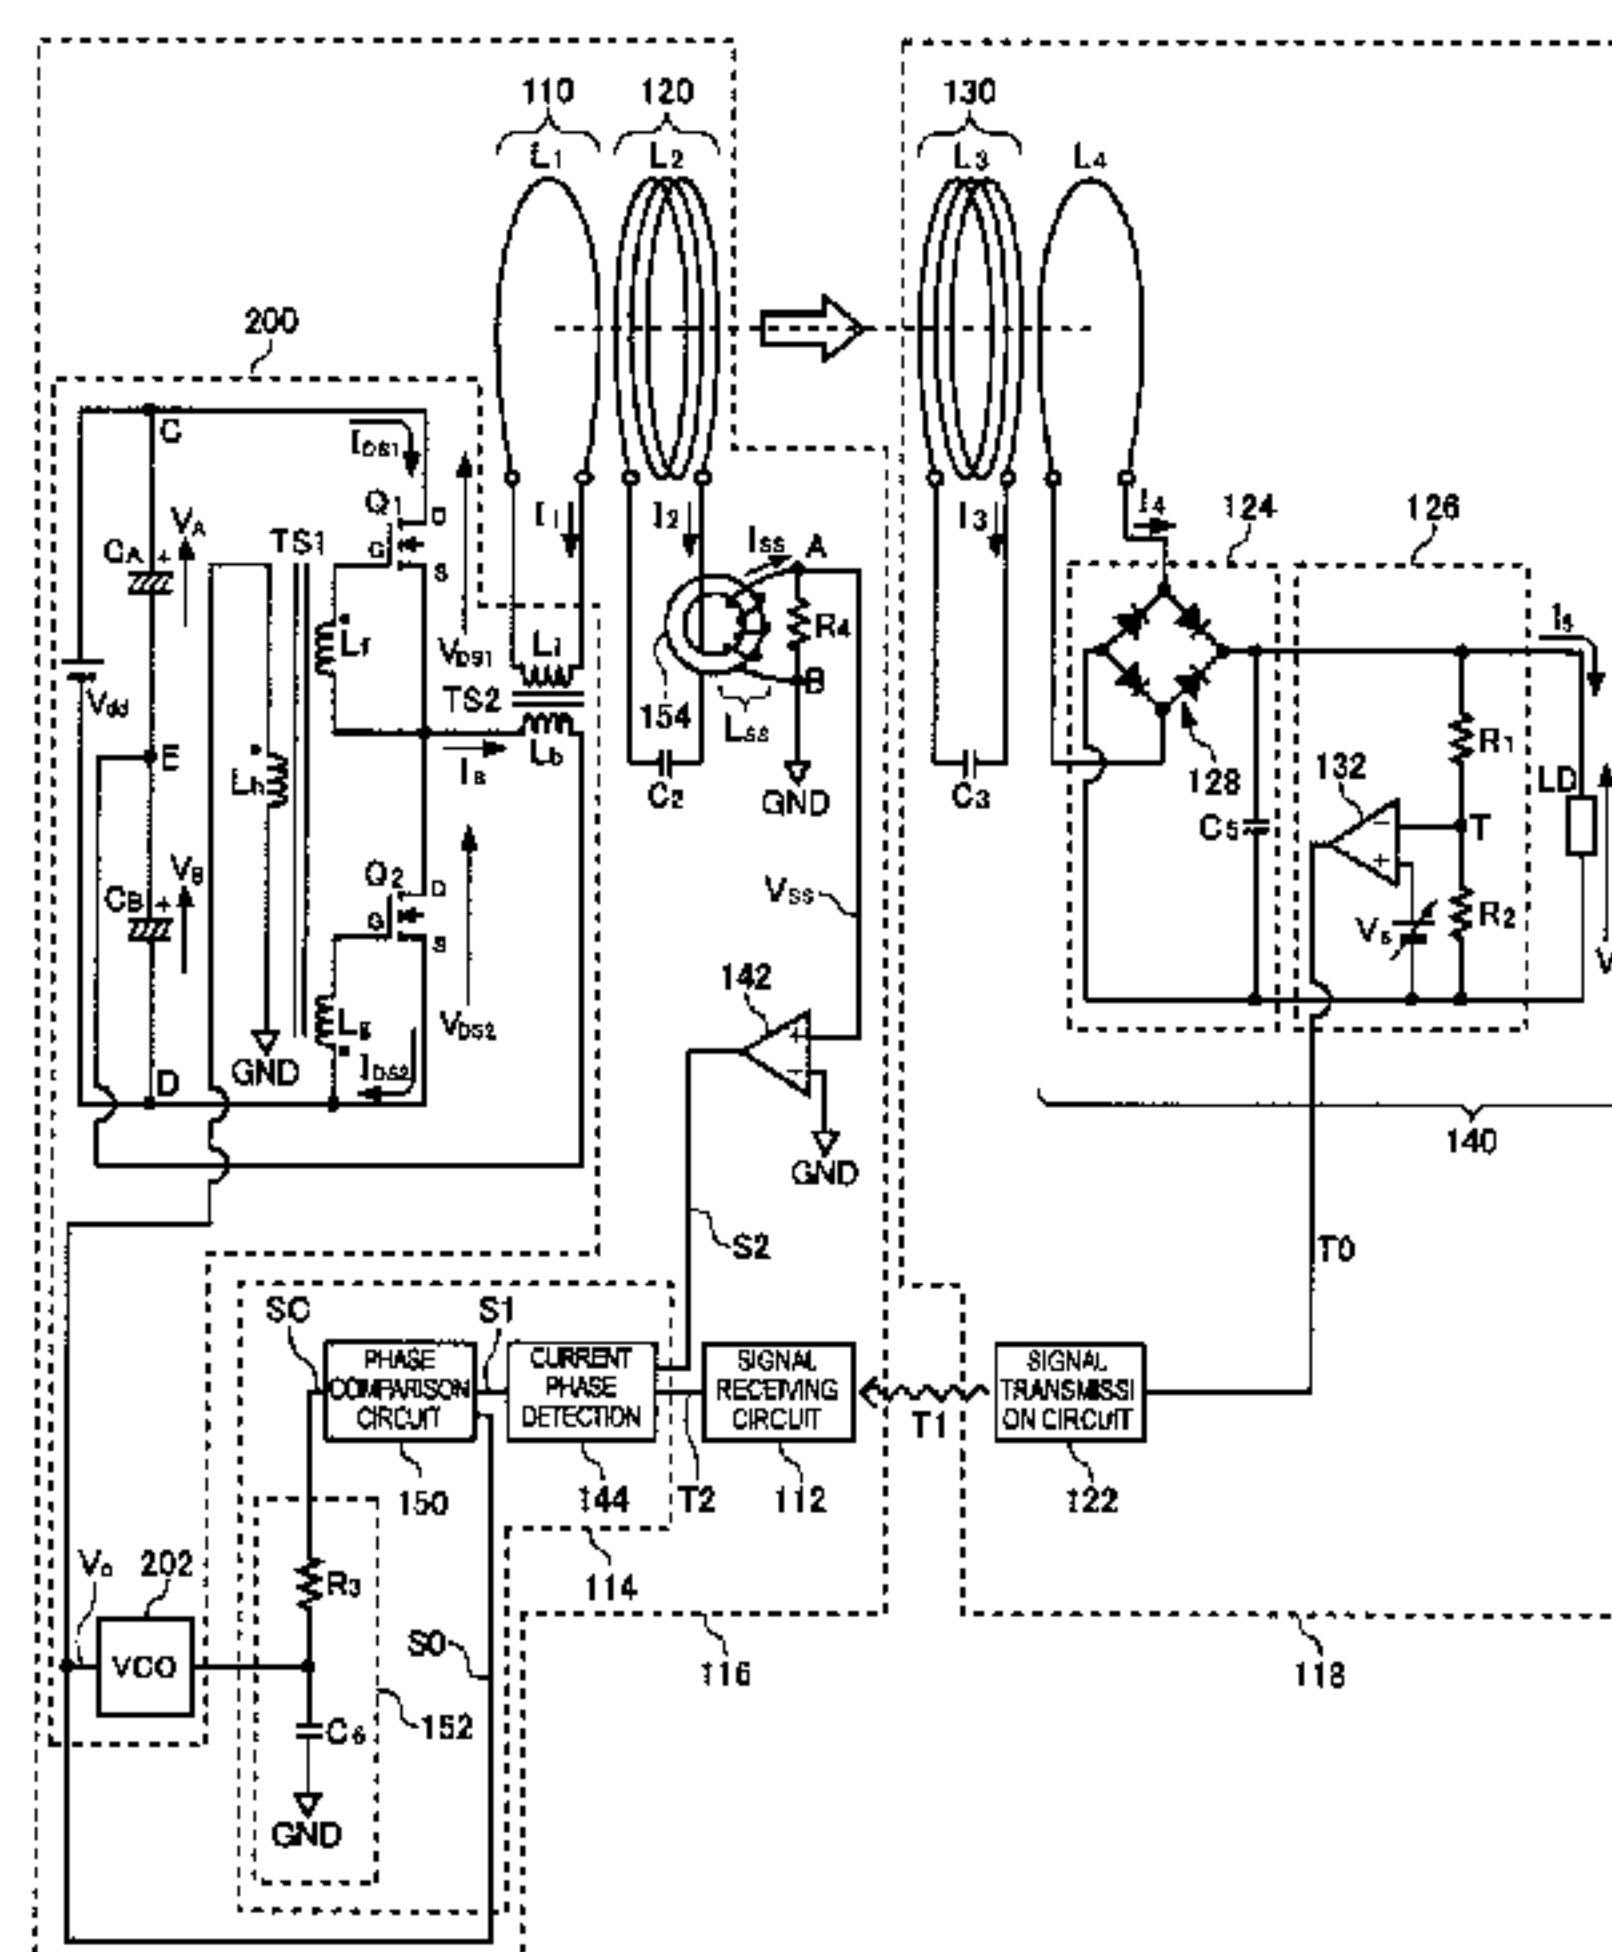 110
120
130
L1
L2
L3
L4
200
C
IDS1
Q1
D
G
S
VA
CA
+
TS1
I1
I2
ISS
A
I3
I4
124
126
Lf
VDS1
Li
R4
I5
Vdd
TS2
154
LSS
B
E
Lh
IB
Lb
C2
GND
C3
128
132
R1
LD
C5
T
VB
CB
+
Q2
D
G
S
VSS
R2
VS
V
142
Lg
VDS2
GND
IDS2
D
GND
140
S2
T0
SC
S1
PHASE
COMPARISON
CIRCUIT
CURRENT
PHASE
DETECTION
SIGNAL
RECEIVING
CIRCUIT
T1
SIGNAL
TRANSMISSI
ON CIRCUIT
150
144
T2
112
122
Vo
202
R3
114
S0
VCO
116
118
C6
152
GND